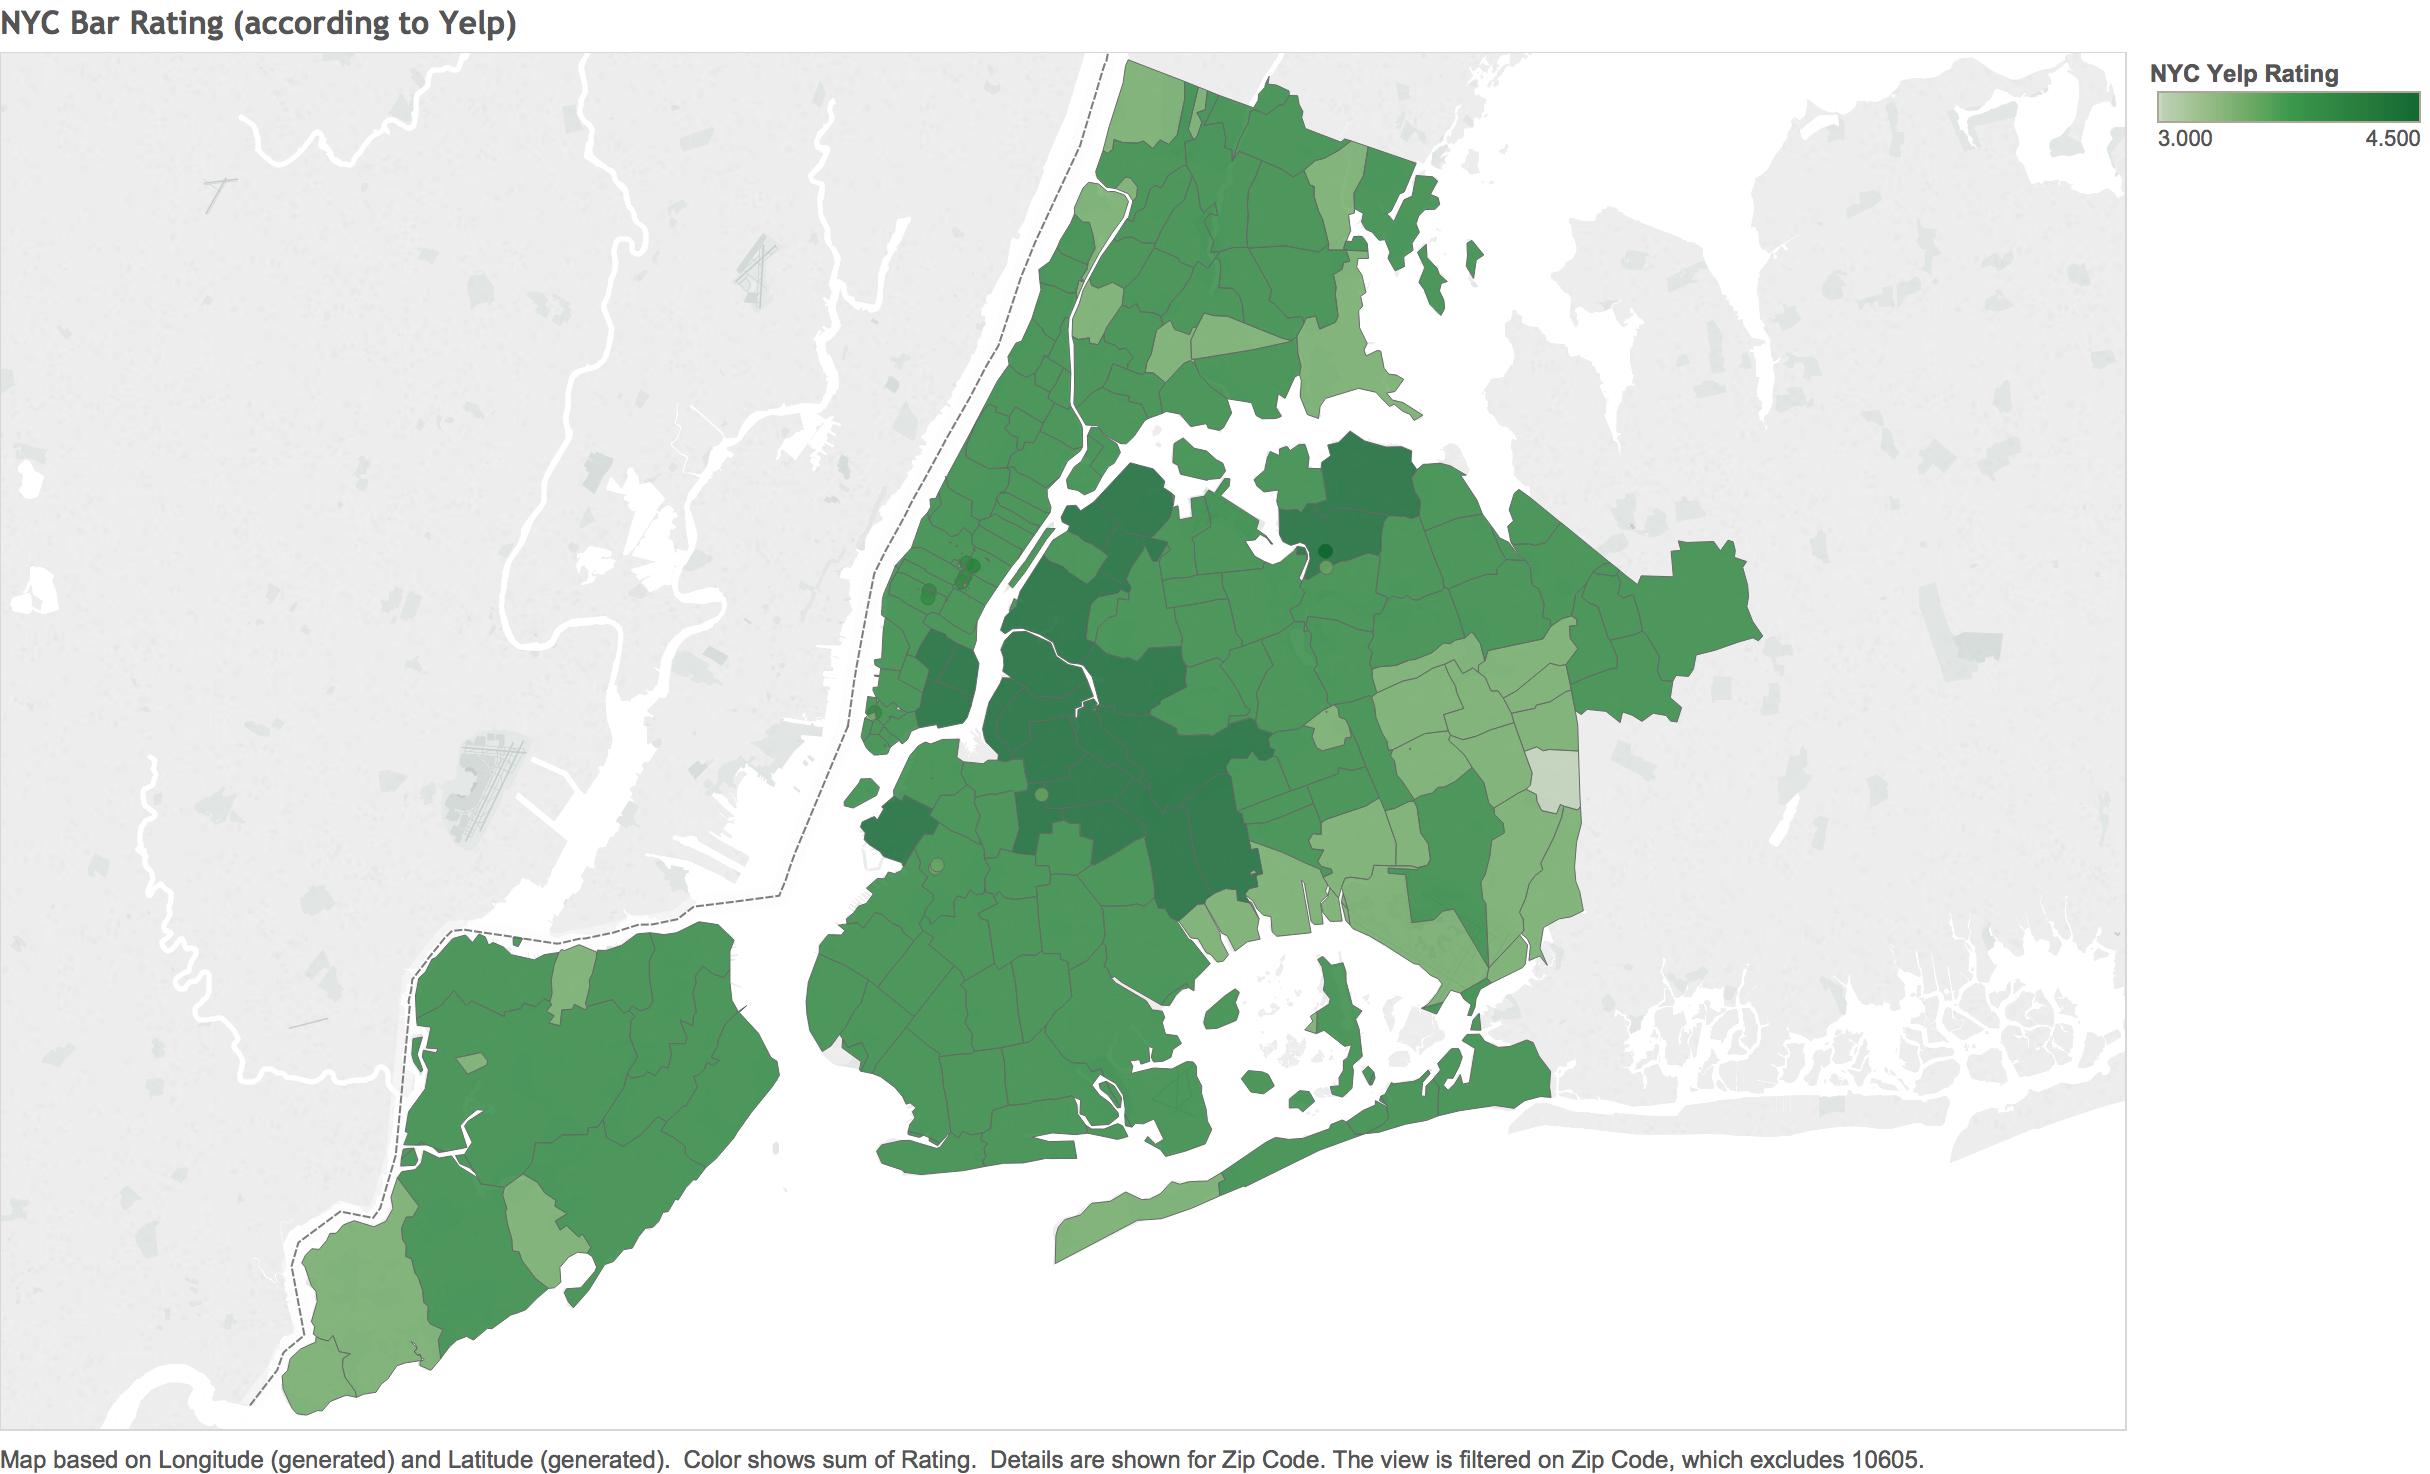 NYC Bar Rating (according to Yelp)
NYC Yelp Rating
3.000 4.500
Map based on Longitude (generated) and Latitude (generated).  Color shows sum of Rating.  Details are shown for Zip Code. The view is filtered on Zip Code, which excludes 10605.